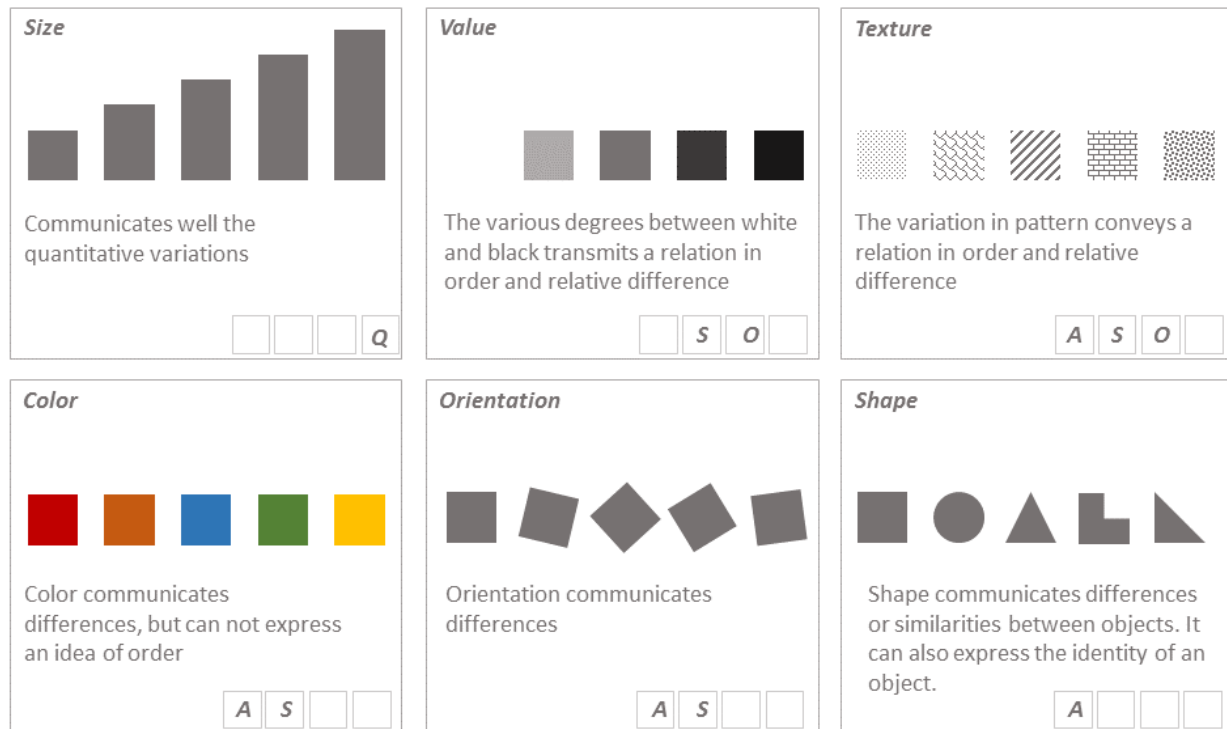 Size
Communicates well the
quantitative variations
Q
Value
The various degrees between white
and black transmits a relation in
order and relative difference
S O
Texture
The variation in pattern conveys a
relation in order and relative
difference
A S O
Color
Color communicates
differences, but can not express
an idea of order
A S
Orientation
Orientation communicates
differences
A S
Shape
Shape communicates differences
or similarities between objects. It
can also express the identity of an
object.
A